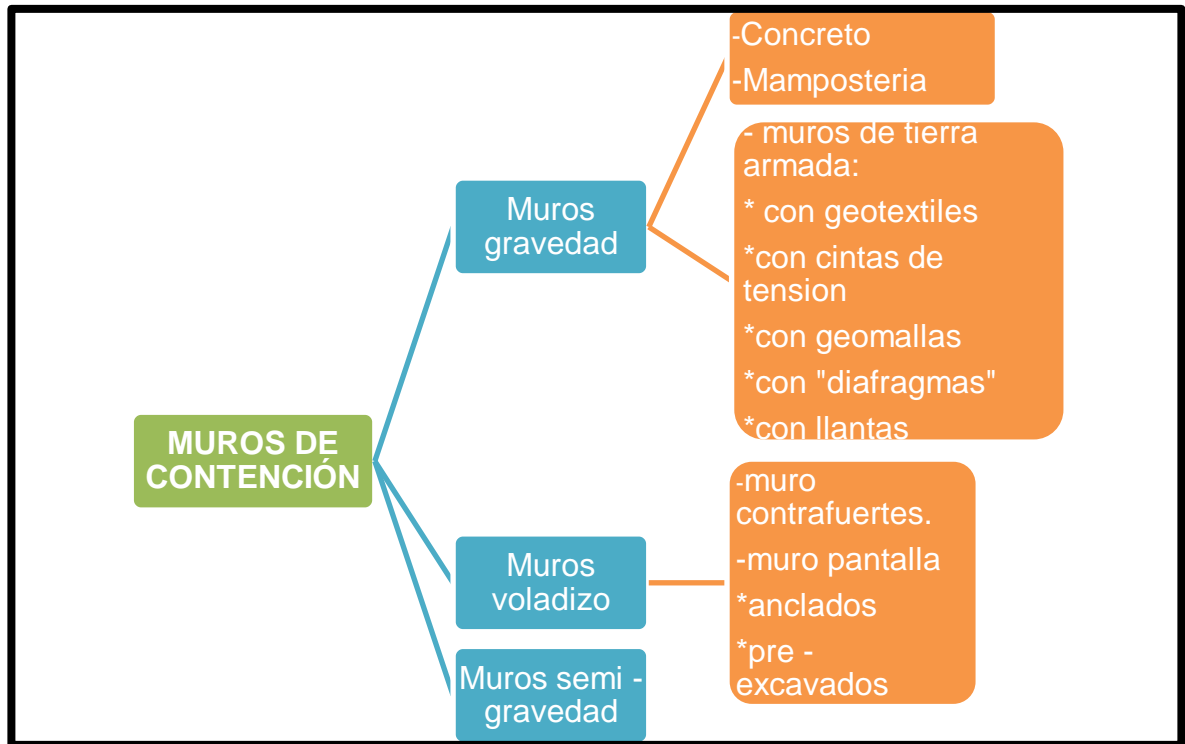 -Concreto
-Mamposteria
- muros de tierra
armada:
* con geotextiles
*con cintas de
tension
*con geomallas
*con "diafragmas"
*con llantas
Muros
gravedad
MUROS DE
CONTENCIÓN
-muro
contrafuertes.
-muro pantalla
*anclados
*pre -
excavados
Muros
voladizo
Muros semi -
gravedad